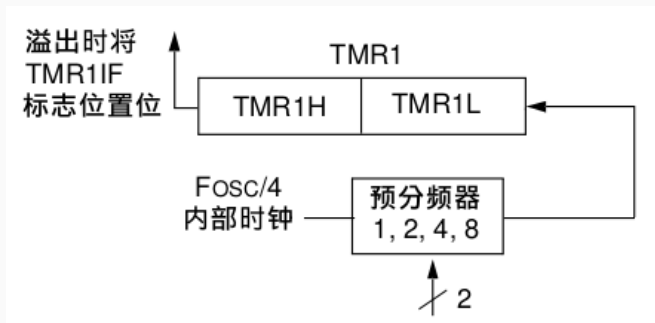 溢出时将
TMR1IF
标志位置位
TMR1
TMR1H
TMR1L
FOSC/4
内部时钟
预分频器
1, 2, 4, 8
2